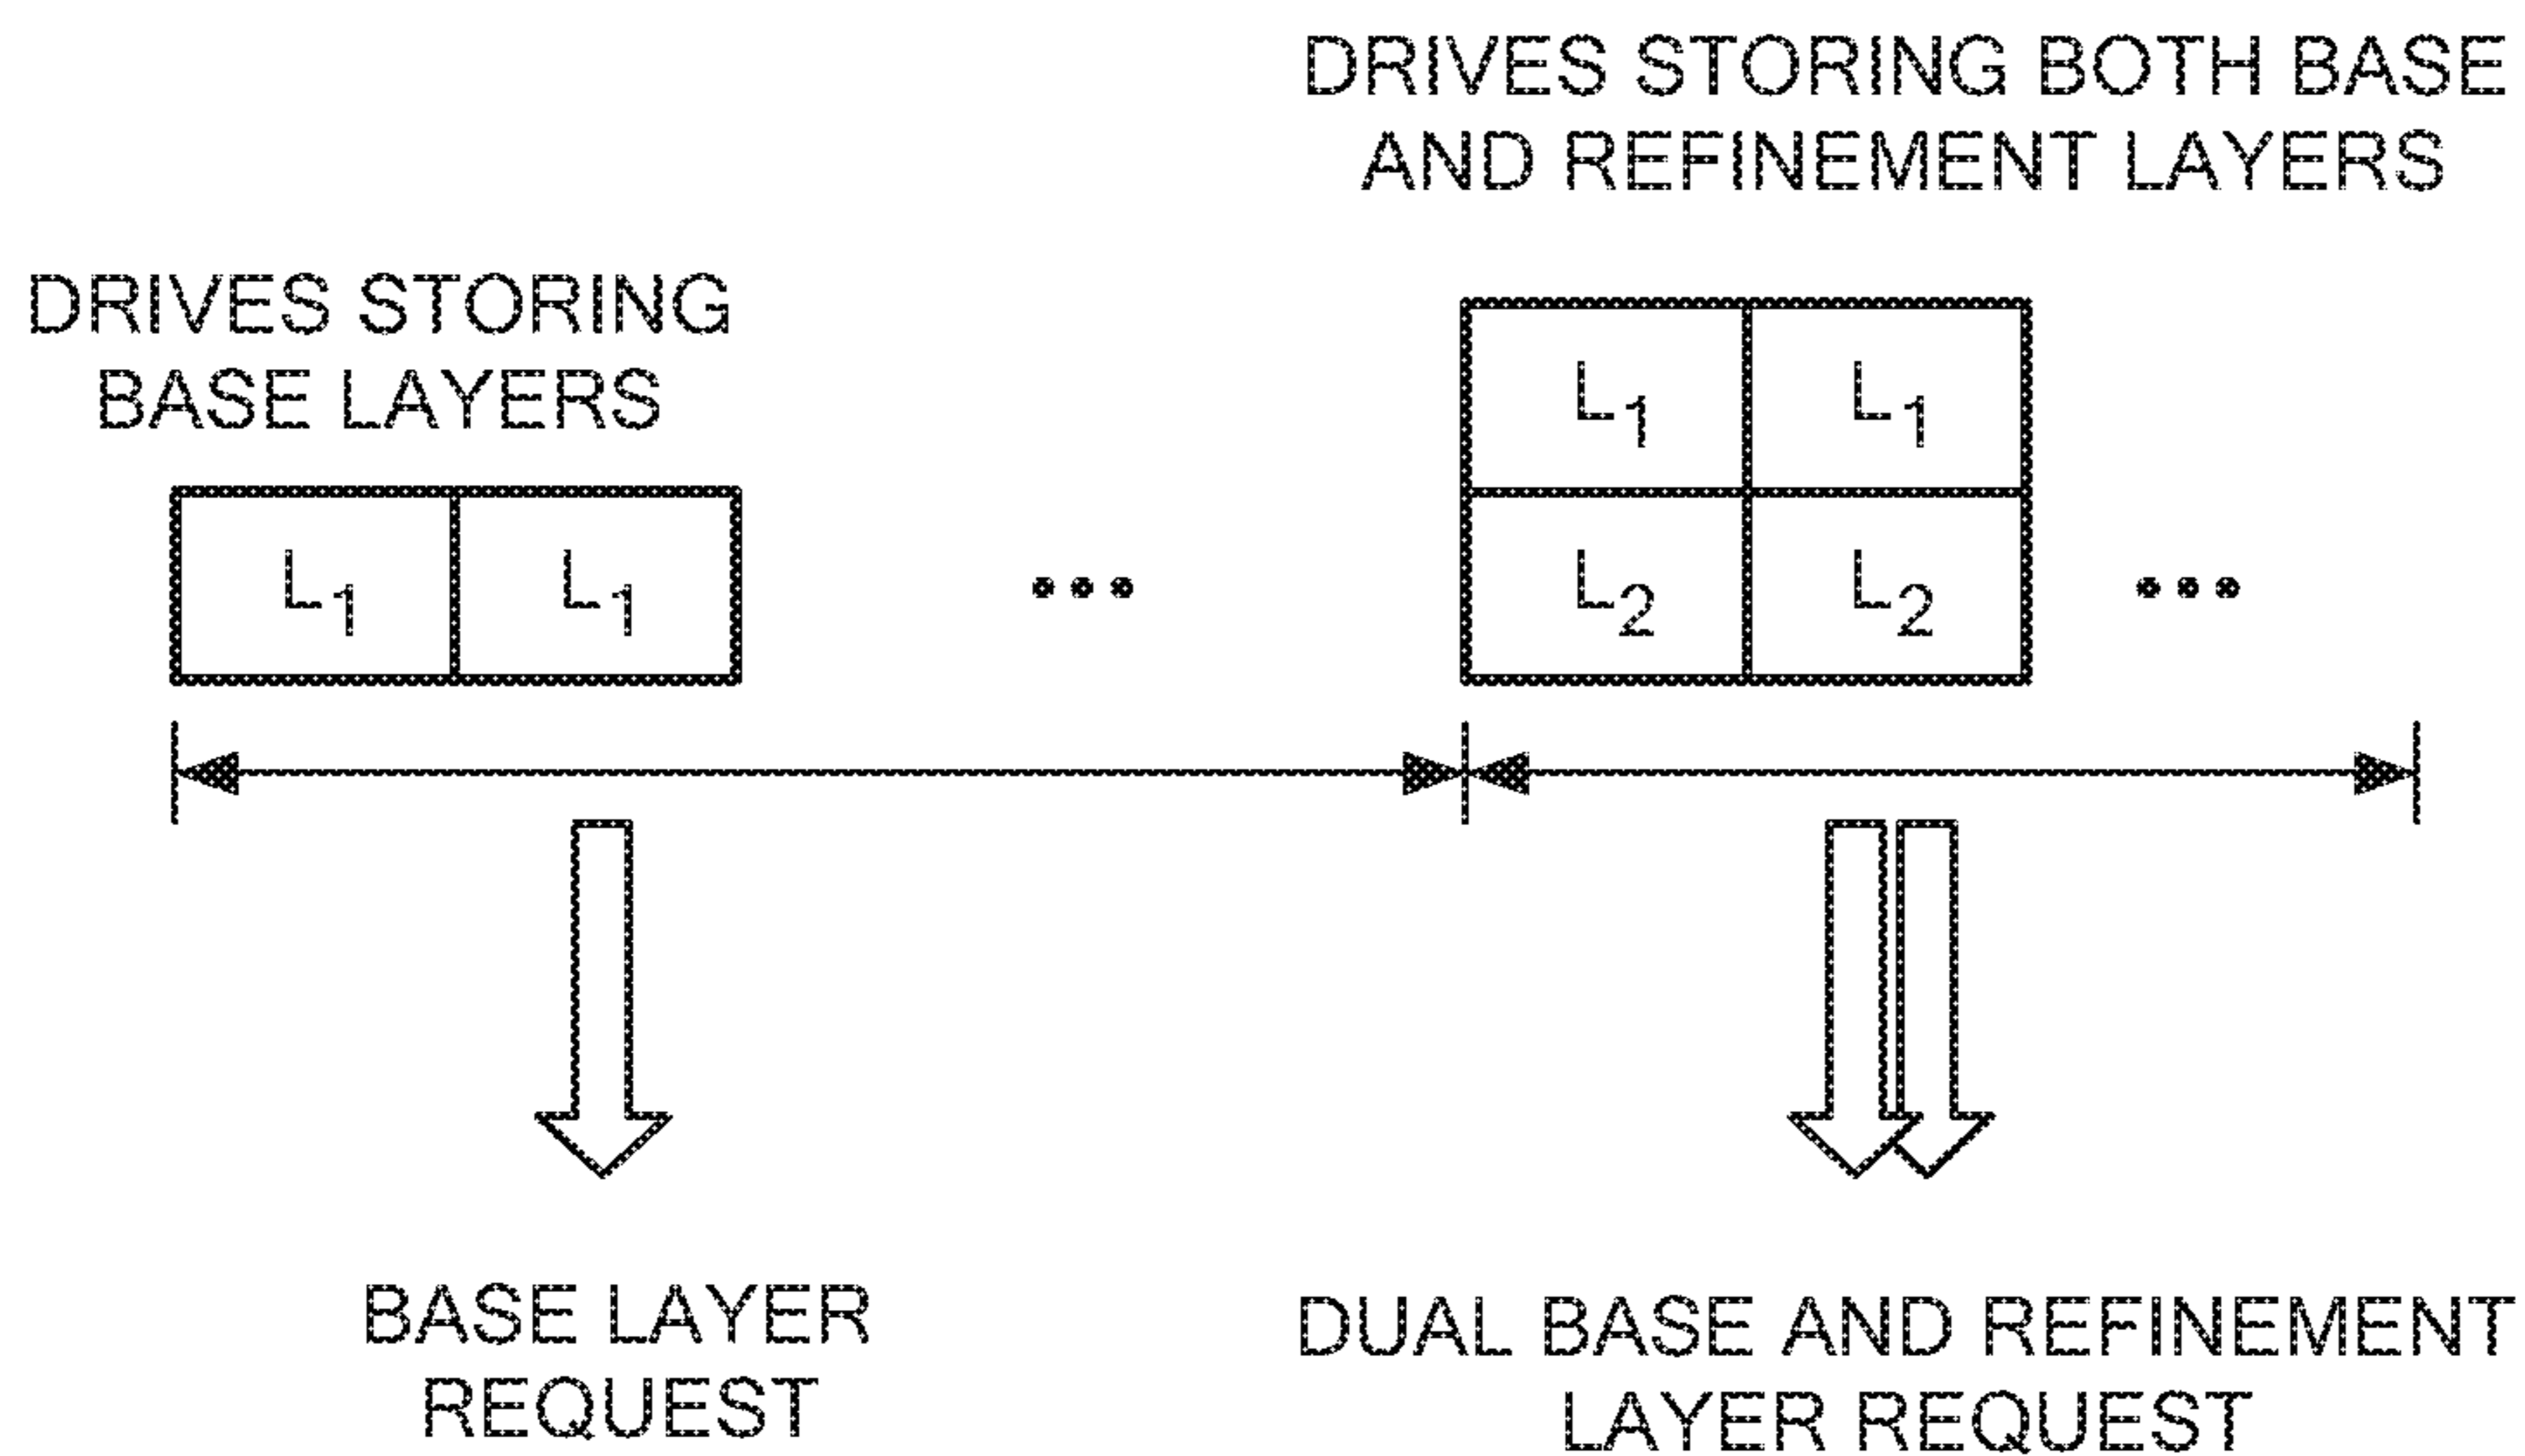 DRIVES STORING BOTH BASE
AND REFINEMENT LAYERS
DRIVES STORING
BASE LAYERS
L1 L1
L1 L1
L2 L2
BASE LAYER
REQUEST
DUAL BASE AND REFINEMENT
LAYER REQUEST